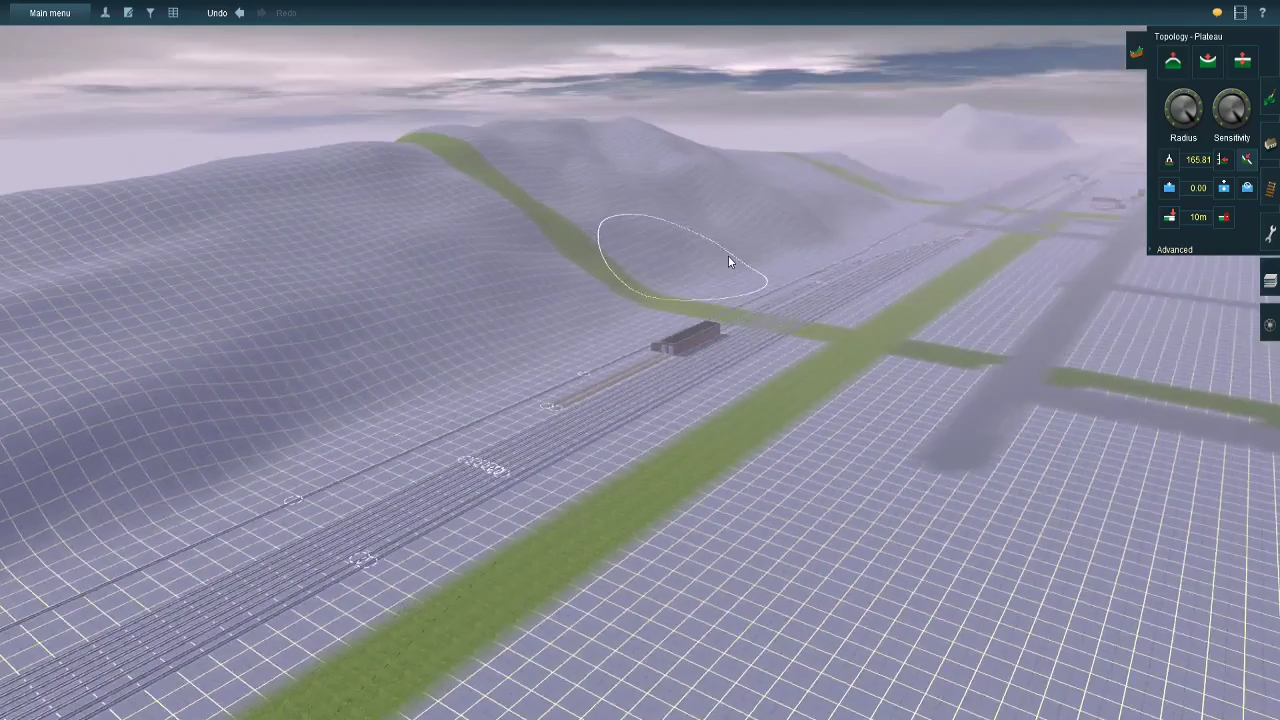 Main menu
Undo
Redo
?
Topology - Plateau
Radius
Sensitivity
165.81
0.00
10m
Advanced